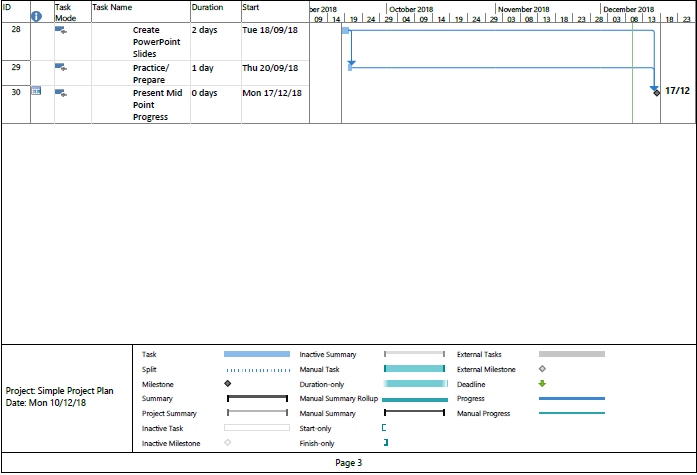 ID Task Mode Task Name Duration Start
ber 2018 October 2018 November 2018 December 2018
09 14 19 24 29 04 09 14 19 24 29 03 08 13 18 23 28 03 08 13 18 23
28 Create PowerPoint Slides 2 days Tue 18/09/18
29 Practice/ Prepare 1 day Thu 20/09/18
30 Present Mid Point Progress 0 days Mon 17/12/18
17/12
Project: Simple Project Plan
Date: Mon 10/12/18
Task
Split
Milestone
Summary
Project Summary
Inactive Task
Inactive Milestone
Inactive Summary
Manual Task
Duration-only
Manual Summary Rollup
Manual Summary
Start-only
Finish-only
External Tasks
External Milestone
Deadline
Progress
Manual Progress
Page 3